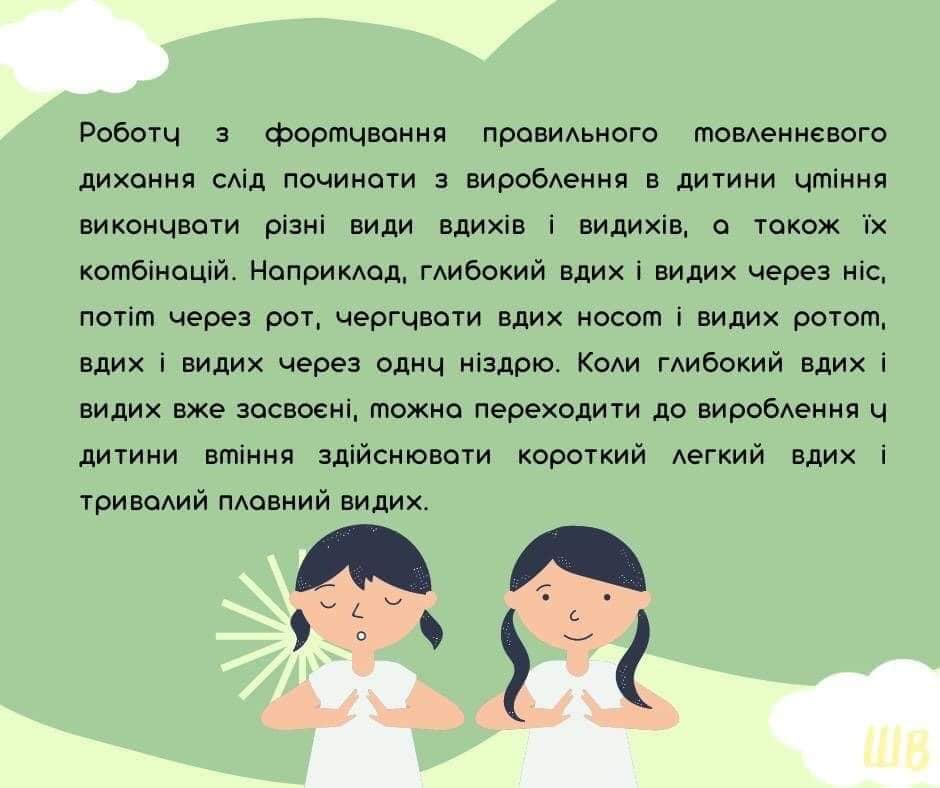 Роботу з формування правильного мовленнєвого
дихання слід починати з вироблення в дитини уміння
виконувати різні види вдихів і видихів, а також їх
комбінацій. Наприклад, глибокий вдих і видих через ніс,
потім через рот, чергувати вдих носом і видих ротом,
вдих і видих через одну ніздрю. Коли глибокий вдих і
видих вже засвоєні, можна переходити до вироблення у
дитини вміння здійснювати короткий легкий вдих і
тривалий плавний видих.
ШВ